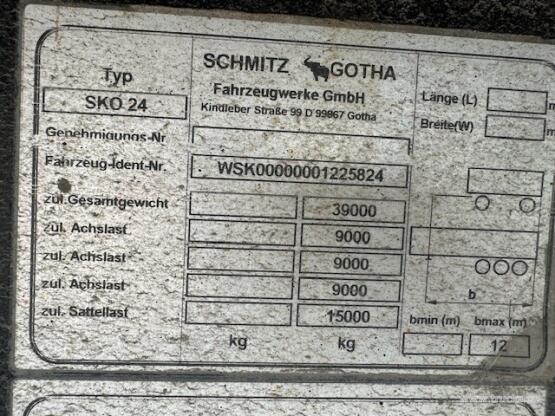 Typ
SCHMITZ GOTHA
Fahrzeugwerke GmbH
Kindleber Straße 99 D 99867 Gotha
SKO 24
Länge (L) m
Breite(W) m
Genehmigungs-Nr.
Fahrzeug-Ident-Nr. WSK00000001225824
zul.Gesamtgewicht 39000
zul. Achslast 9000
zul. Achslast 9000
zul. Achslast 9000
zul. Sattellast 15000
kg kg
b
bmin (m) bmax (m)
12